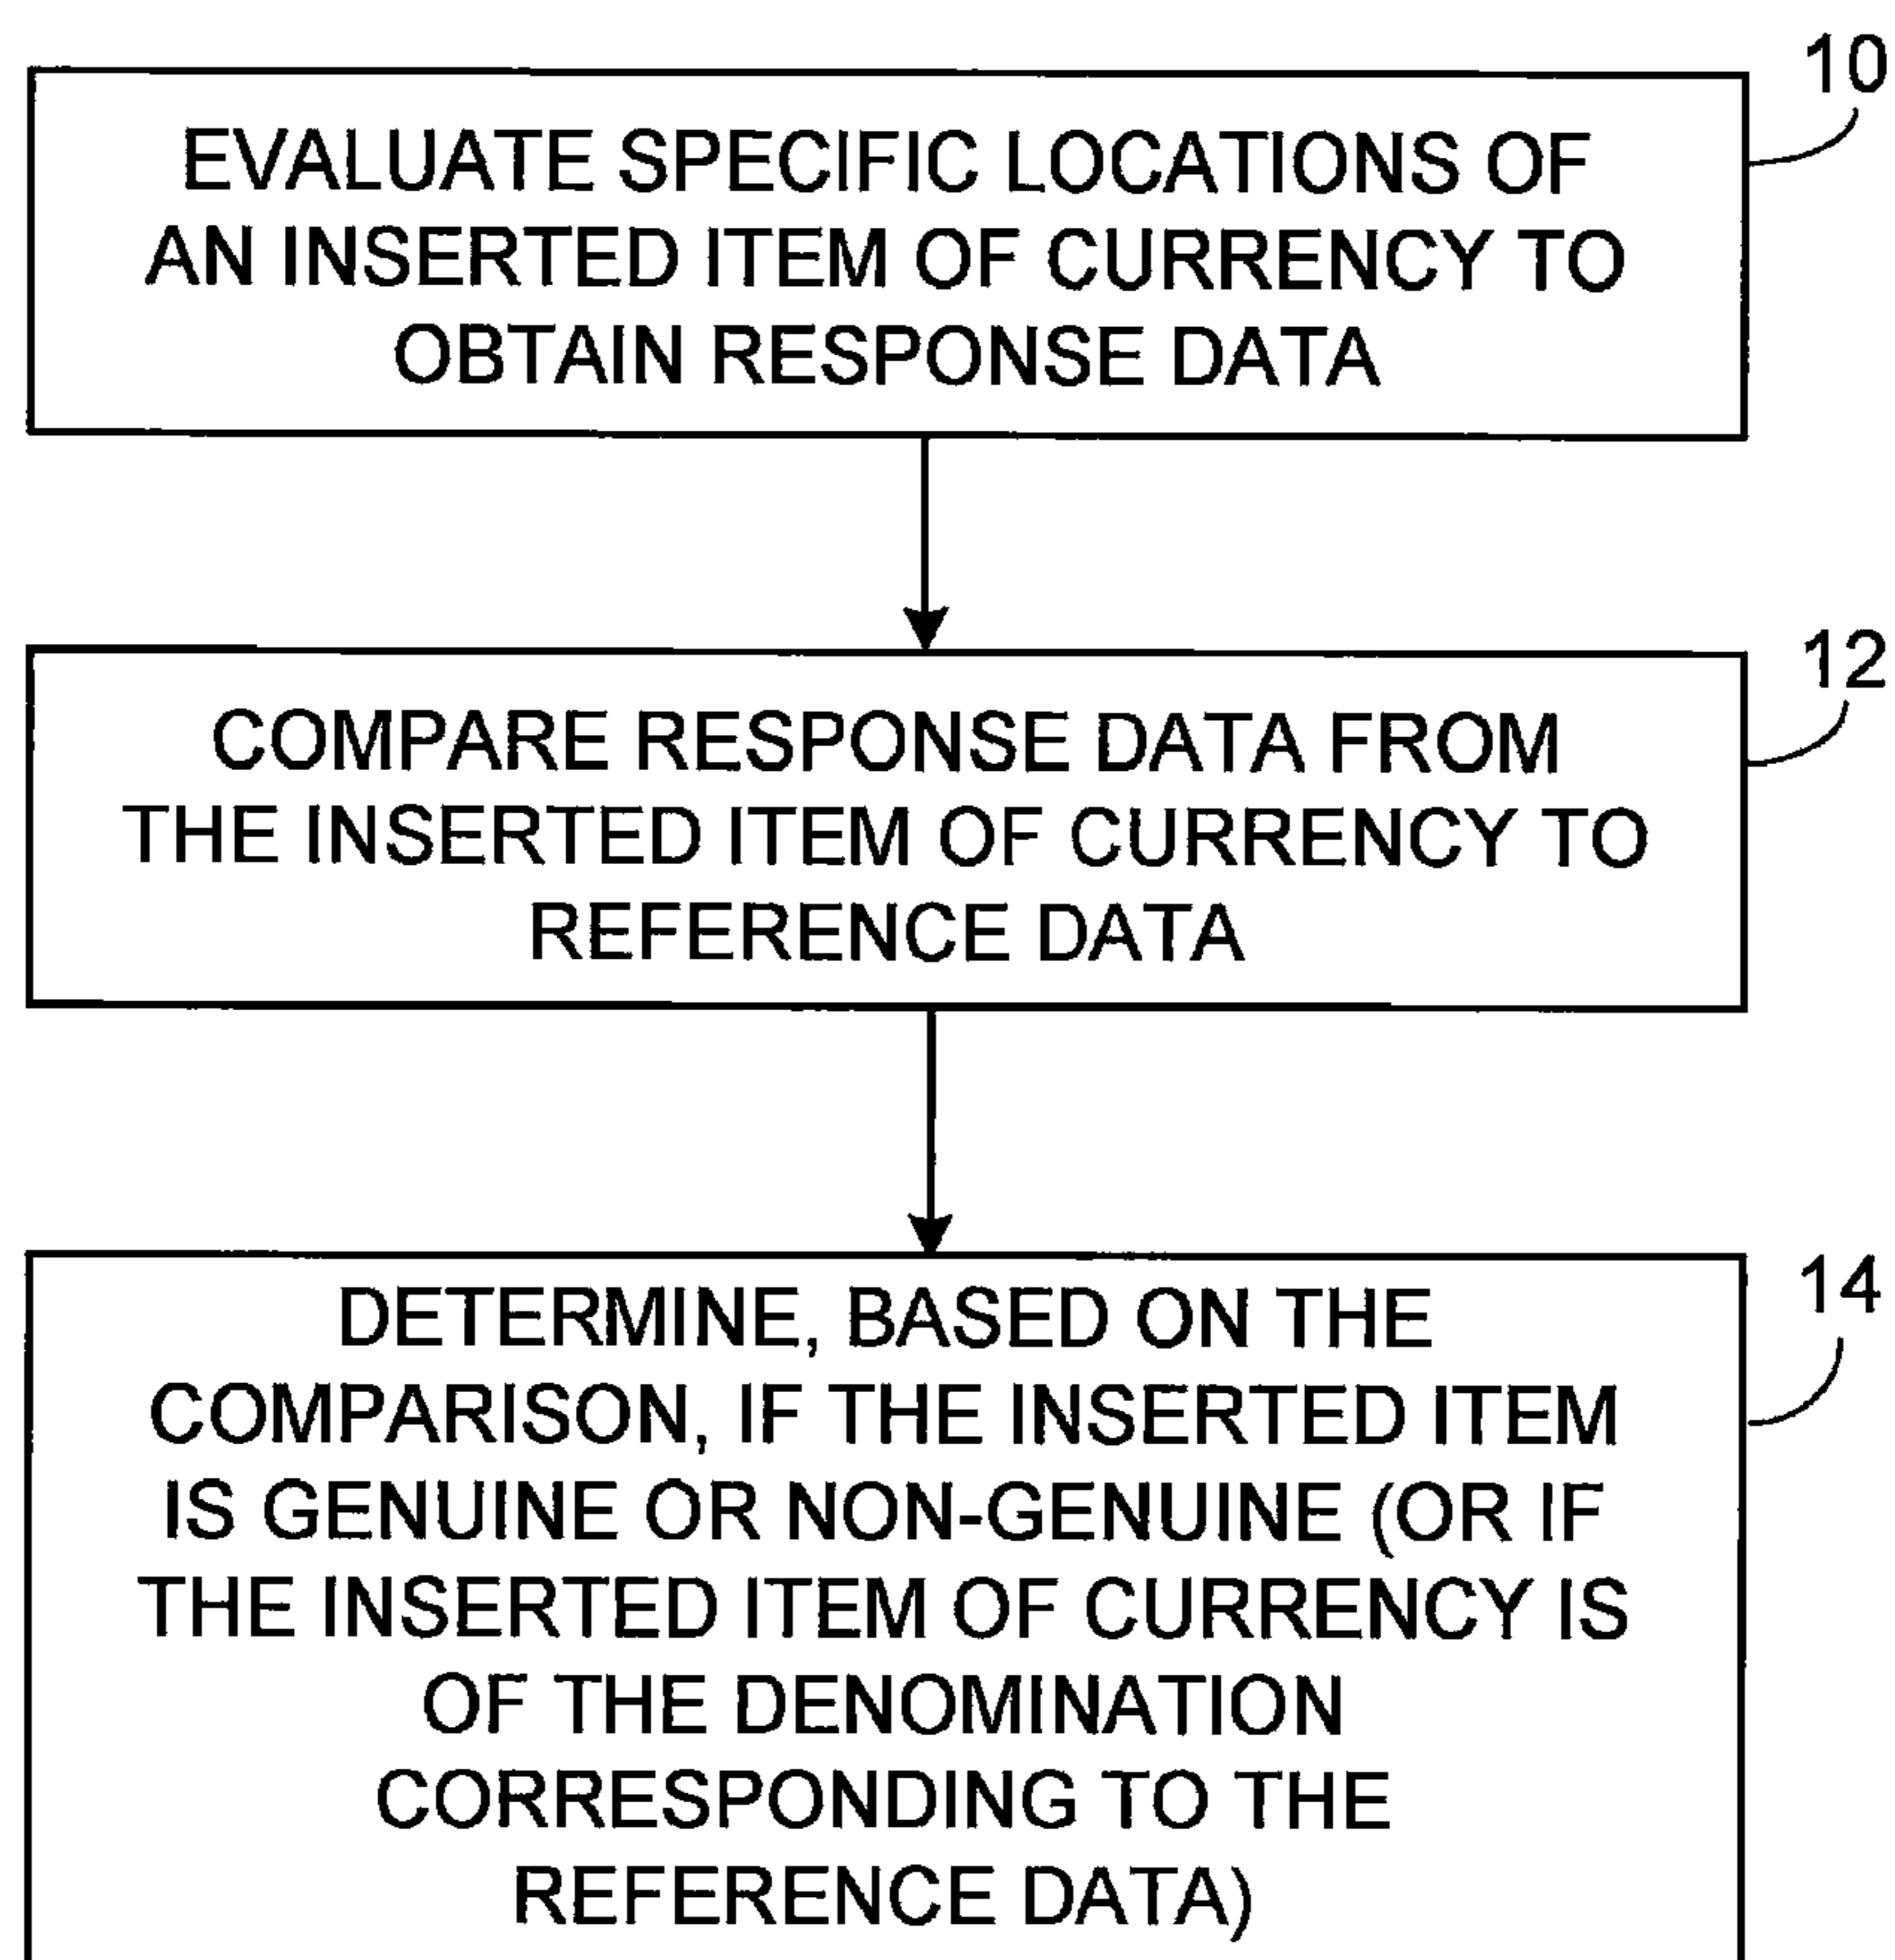 10
EVALUATE SPECIFIC LOCATIONS OF
AN INSERTED ITEM OF CURRENCY TO
OBTAIN RESPONSE DATA
12
COMPARE RESPONSE DATA FROM
THE INSERTED ITEM OF CURRENCY TO
REFERENCE DATA
14
DETERMINE, BASED ON THE
COMPARISON, IF THE INSERTED ITEM
IS GENUINE OR NON-GENUINE (OR IF
THE INSERTED ITEM OF CURRENCY IS
OF THE DENOMINATION
CORRESPONDING TO THE
REFERENCE DATA)